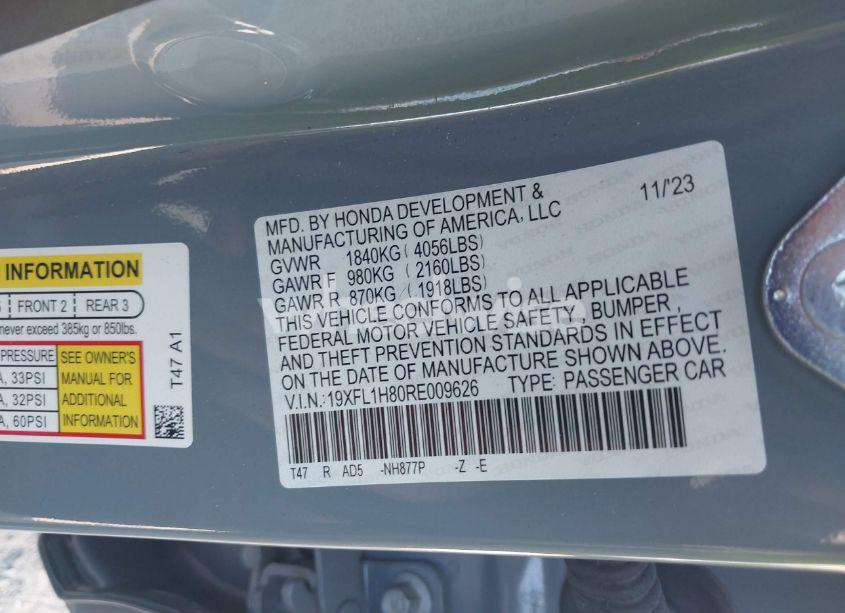 INFORMATION
FRONT 2 REAR 3
never exceed 385kg or 850lbs.
PRESSURE SEE OWNER'S
33PSI MANUAL FOR
32PSI ADDITIONAL
60PSI INFORMATION
T47 A1
MFD. BY HONDA DEVELOPMENT & 11/'23
MANUFACTURING OF AMERICA, LLC
GVWR 1840KG ( 4056LBS)
GAWR F 980KG ( 2160LBS)
GAWR R 870KG ( 1918LBS)
THIS VEHICLE CONFORMS TO ALL APPLICABLE
FEDERAL MOTOR VEHICLE SAFETY, BUMPER,
AND THEFT PREVENTION STANDARDS IN EFFECT
ON THE DATE OF MANUFACTURE SHOWN ABOVE.
V.I.N.:19XFL1H80RE009626 TYPE: PASSENGER CAR
T47 R AD5 -NH877P -Z -E